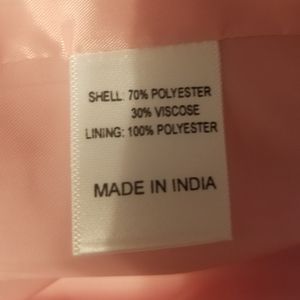 SHELL: 70% POLYESTER
30% VISCOSE
LINING: 100% POLYESTER
MADE IN INDIA